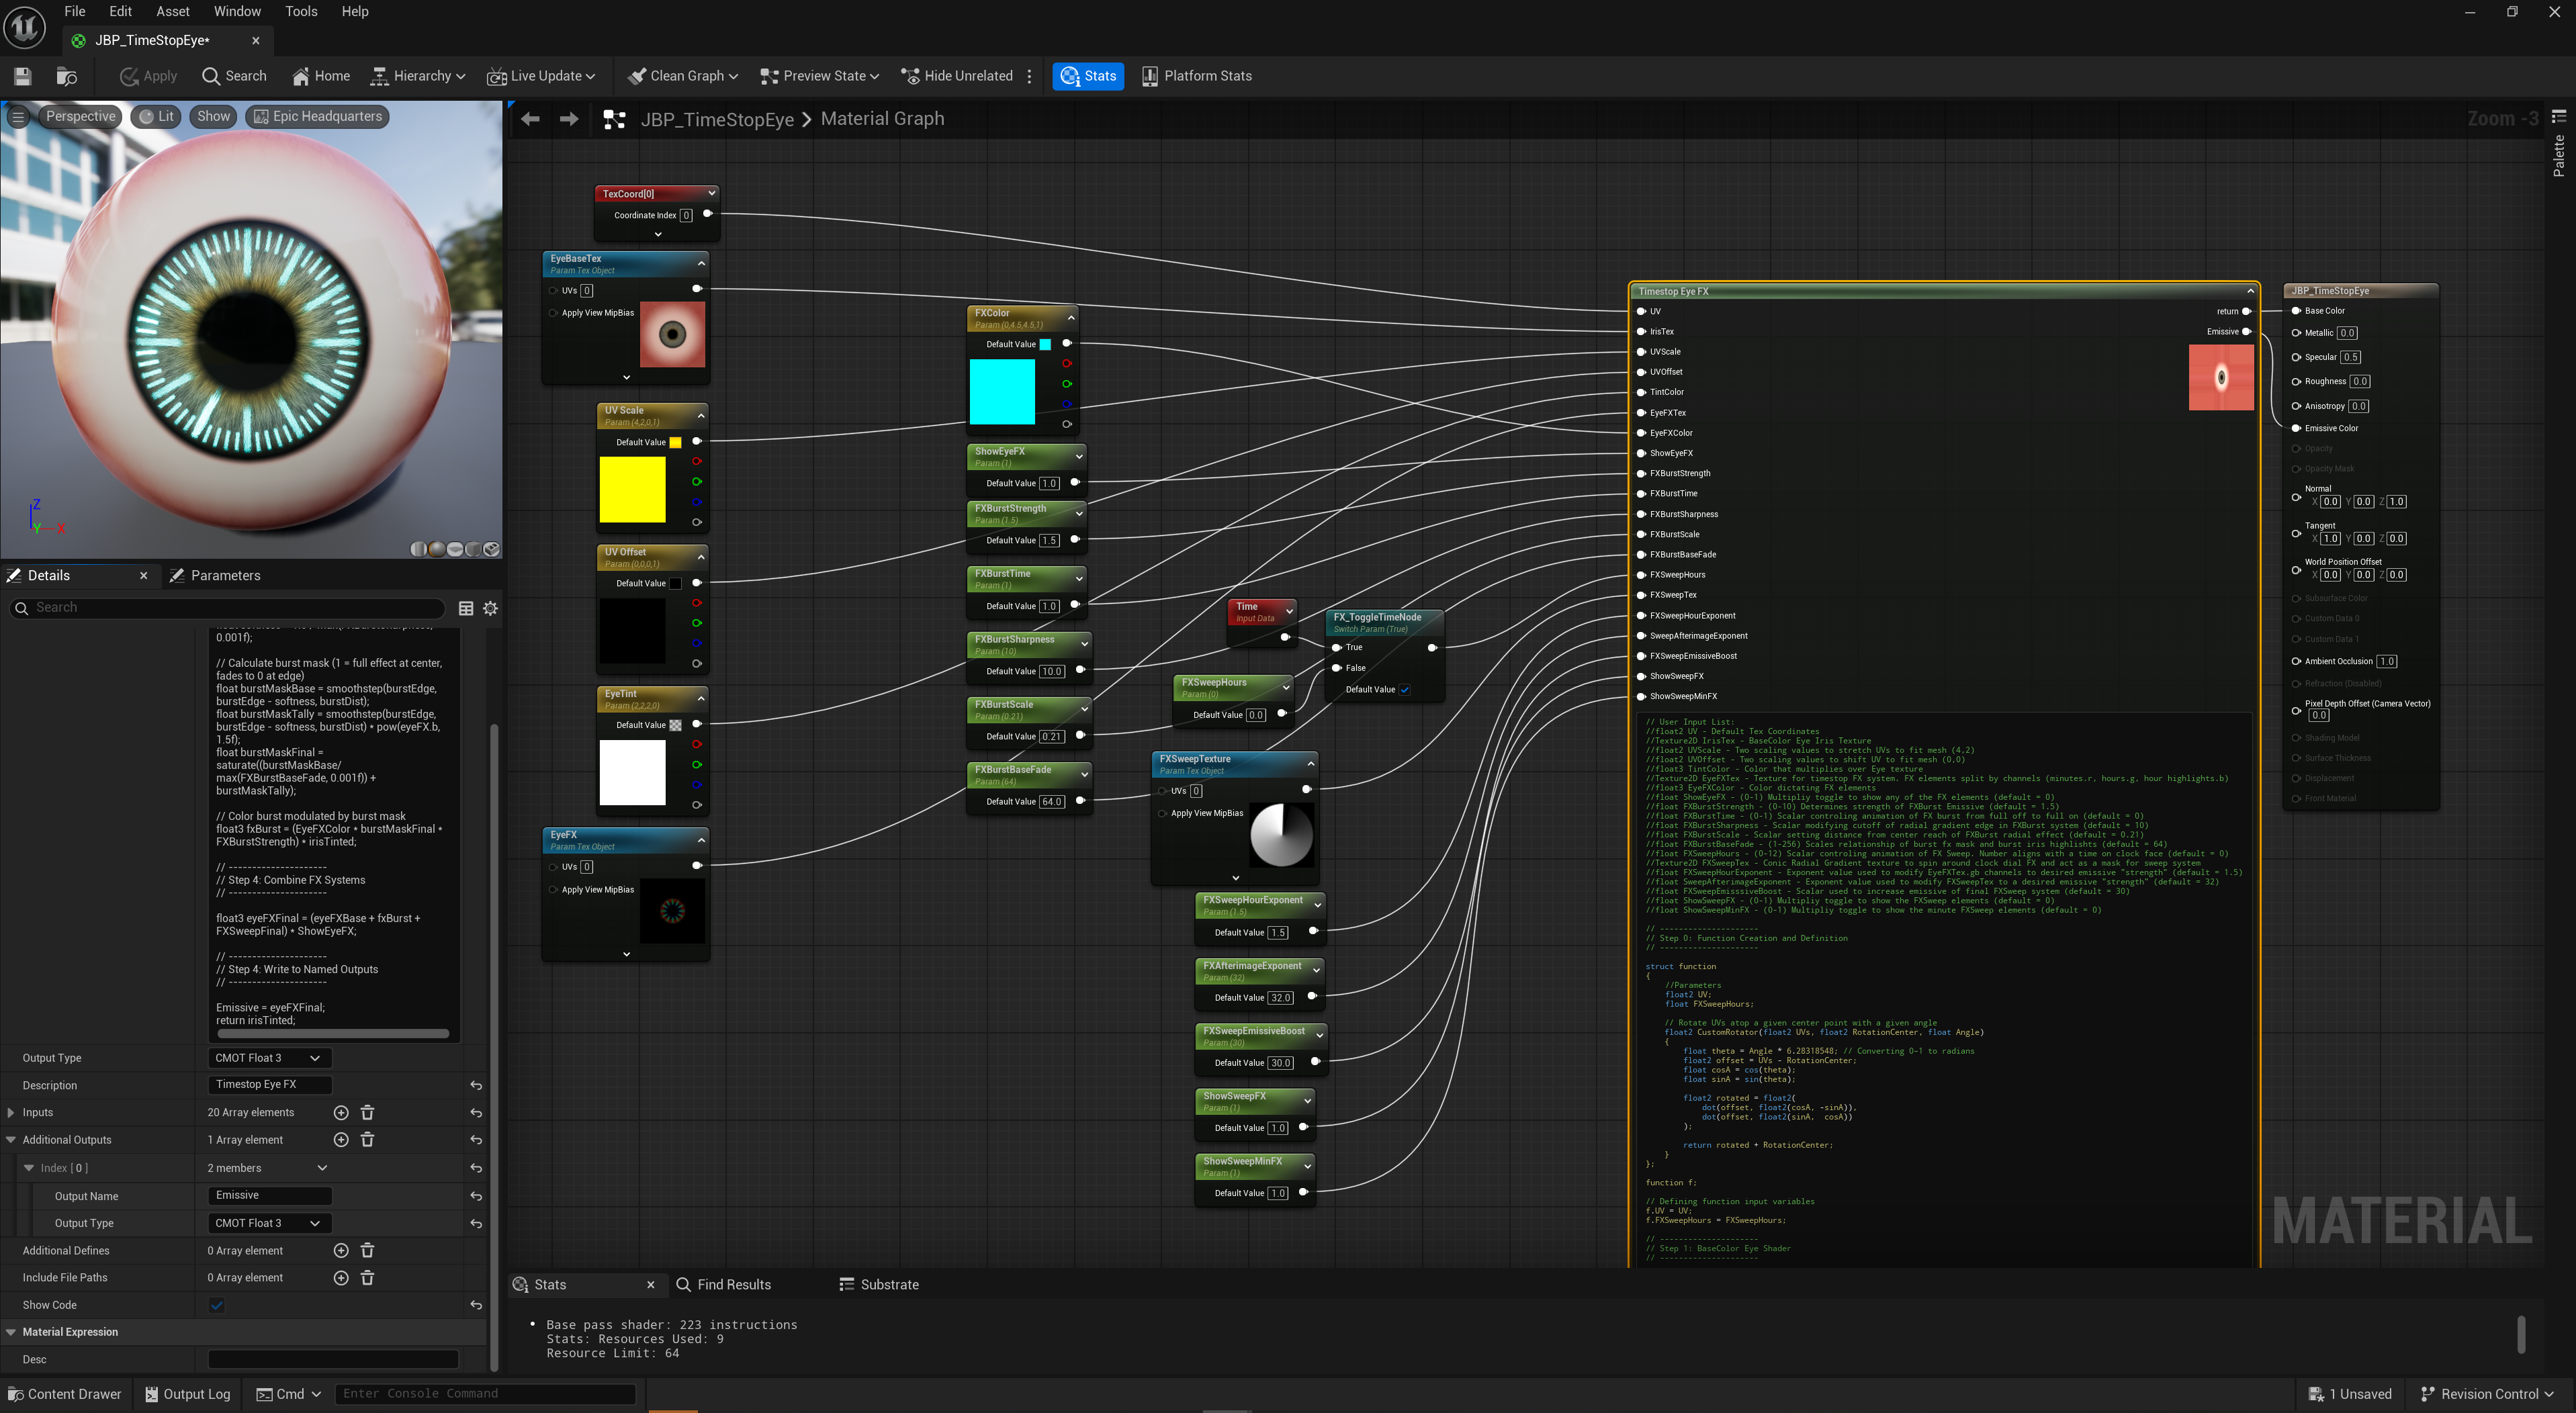 File Edit Asset Window Tools Help
JBP_TimeStopEye*
Apply Search Home Hierarchy Live Update Clean Graph Preview State Hide Unrelated Stats Platform Stats
Perspective Lit Show Epic Headquarters
JBP_TimeStopEye Material Graph
Zoom -3
Palette
Z
Y
X
TexCoord[0]
Coordinate Index 0
EyeBaseTex
Param Tex Object
UVs 0
Apply View MipBias
UV Scale
Param (4,2,0,1)
Default Value
UV Offset
Param (0,0,0,1)
Default Value
EyeTint
Param (2,2,2,0)
Default Value
EyeFX
Param Tex Object
UVs 0
Apply View MipBias
FXColor
Param (0,4.5,4.5,1)
Default Value
ShowEyeFX
Param (1)
Default Value 1.0
FXBurstStrength
Param (1.5)
Default Value 1.5
FXBurstTime
Param (1)
Default Value 1.0
FXBurstSharpness
Param (10)
Default Value 10.0
FXBurstScale
Param (0.21)
Default Value 0.21
FXBurstBaseFade
Param (64)
Default Value 64.0
Time
Input Data
FX_ToggleTimeNode
Switch Param (True)
True
False
Default Value
FXSweepHours
Param (0)
Default Value 0.0
FXSweepTexture
Param Tex Object
UVs 0
Apply View MipBias
FXSweepHourExponent
Param (1.5)
Default Value 1.5
FXAfterimageExponent
Param (32)
Default Value 32.0
FXSweepEmissiveBoost
Param (30)
Default Value 30.0
ShowSweepFX
Param (1)
Default Value 1.0
ShowSweepMinFX
Param (1)
Default Value 1.0
Timestop Eye FX
UV
IrisTex
UVScale
UVOffset
TintColor
EyeFXTex
EyeFXColor
ShowEyeFX
FXBurstStrength
FXBurstTime
FXBurstSharpness
FXBurstScale
FXBurstBaseFade
FXSweepHours
FXSweepTex
FXSweepHourExponent
SweepAfterimageExponent
FXSweepEmissiveBoost
ShowSweepFX
ShowSweepMinFX
return
Emissive
// User Input List:
//float2 UV - Default Tex Coordinates
//Texture2D IrisTex - BaseColor Eye Iris Texture
//float2 UVScale - Two scaling values to stretch UVs to fit mesh (4,2)
//float2 UVOffset - Two scaling values to shift UV to fit mesh (0,0)
//float3 TintColor - Color that multiplies over Eye texture
//Texture2D EyeFXTex - Texture for timestop FX system. FX elements split by channels (minutes.r, hours.g, hour highlights.b)
//float3 EyeFXColor - Color dictating FX elements
//float ShowEyeFX - (0-1) Multipliy toggle to show any of the FX elements (default = 0)
//float FXBurstStrength - (0-10) Determines strength of FXBurst Emissive (default = 1.5)
//float FXBurstTime - (0-1) Scalar controling animation of FX burst from full off to full on (default = 0)
//float FXBurstSharpness - Scalar modifying cutoff of radial gradient edge in FXBurst system (default = 10)
//float FXBurstScale - Scalar setting distance from center reach of FXBurst radial effect (default = 0.21)
//float FXBurstBaseFade - (1-256) Scales relationship of burst fx mask and burst iris highlishts (default = 64)
//float FXSweepHours - (0-12) Scalar controling animation of FX Sweep. Number aligns with a time on clock face (default = 0)
//Texture2D FXSweepTex - Conic Radial Gradient texture to spin around clock dial FX and act as a mask for sweep system
//float FXSweepHourExponent - Exponent value used to modify EyeFXTex.gb channels to desired emissive "strength" (default = 1.5)
//float SweepAfterimageExponent - Exponent value used to modify FXSweepTex to a desired emissive "strength" (default = 32)
//float FXSweepEmisssiveBoost - Scalar used to increase emissive of final FXSweep system (default = 30)
//float ShowSweepFX - (0-1) Multipliy toggle to show the FXSweep elements (default = 0)
//float ShowSweepMinFX - (0-1) Multipliy toggle to show the minute FXSweep elements (default = 0)
// ---------------------
// Step 0: Function Creation and Definition
// ---------------------
struct function
{
//Parameters
float2 UV;
float FXSweepHours;
// Rotate UVs atop a given center point with a given angle
float2 CustomRotator(float2 UVs, float2 RotationCenter, float Angle)
{
float theta = Angle * 6.28318548; // Converting 0-1 to radians
float2 offset = UVs - RotationCenter;
float cosA = cos(theta);
float sinA = sin(theta);
float2 rotated = float2(
dot(offset, float2(cosA, -sinA)),
dot(offset, float2(sinA, cosA))
);
return rotated + RotationCenter;
}
};
function f;
// Defining function input variables
f.UV = UV;
f.FXSweepHours = FXSweepHours;
// ---------------------
// Step 1: BaseColor Eye Shader
// ---------------------
JBP_TimeStopEye
Base Color
Metallic 0.0
Specular 0.5
Roughness 0.0
Anisotropy 0.0
Emissive Color
Opacity
Opacity Mask
Normal
X 0.0 Y 0.0 Z 1.0
Tangent
X 1.0 Y 0.0 Z 0.0
World Position Offset
X 0.0 Y 0.0 Z 0.0
Subsurface Color
Custom Data 0
Custom Data 1
Ambient Occlusion 1.0
Refraction (Disabled)
Pixel Depth Offset (Camera Vector)
0.0
Shading Model
Surface Thickness
Displacement
Front Material
MATERIAL
Details Parameters
Search
0.001f);
// Calculate burst mask (1 = full effect at center,
fades to 0 at edge)
float burstMaskBase = smoothstep(burstEdge,
burstEdge - softness, burstDist);
float burstMaskTally = smoothstep(burstEdge,
burstEdge - softness, burstDist) * pow(eyeFX.b,
1.5f);
float burstMaskFinal =
saturate((burstMaskBase/
max(FXBurstBaseFade, 0.001f)) +
burstMaskTally);
// Color burst modulated by burst mask
float3 fxBurst = (EyeFXColor * burstMaskFinal *
FXBurstStrength) * irisTinted;
// ---------------------
// Step 4: Combine FX Systems
// ---------------------
float3 eyeFXFinal = (eyeFXBase + fxBurst +
FXSweepFinal) * ShowEyeFX;
// ---------------------
// Step 4: Write to Named Outputs
// ---------------------
Emissive = eyeFXFinal;
return irisTinted;
Output Type CMOT Float 3
Description Timestop Eye FX
Inputs 20 Array elements
Additional Outputs 1 Array element
Index [ 0 ] 2 members
Output Name Emissive
Output Type CMOT Float 3
Additional Defines 0 Array element
Include File Paths 0 Array element
Show Code
Material Expression
Desc
Stats Find Results Substrate
Base pass shader: 223 instructions
Stats: Resources Used: 9
Resource Limit: 64
Content Drawer Output Log Cmd Enter Console Command 1 Unsaved Revision Control